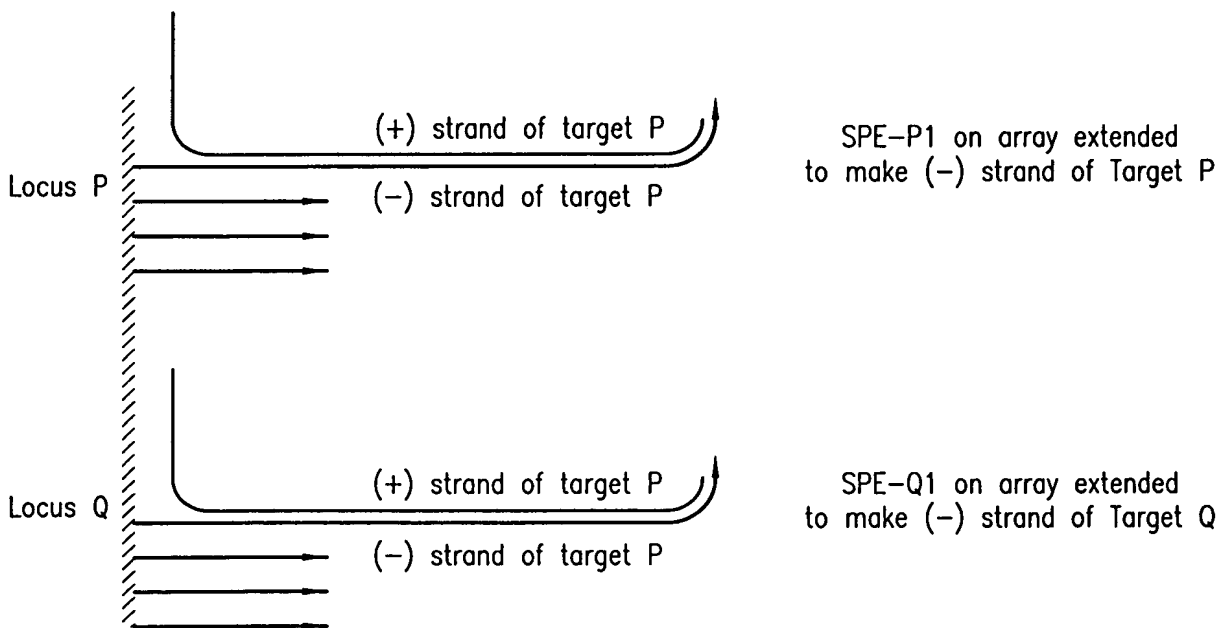 (+) strand of target P
SPE-P1 on array extended
to make (-) strand of Target P
Locus P
(-) strand of target P
(+) strand of target P
SPE-Q1 on array extended
to make (-) strand of Target Q
Locus Q
(-) strand of target P